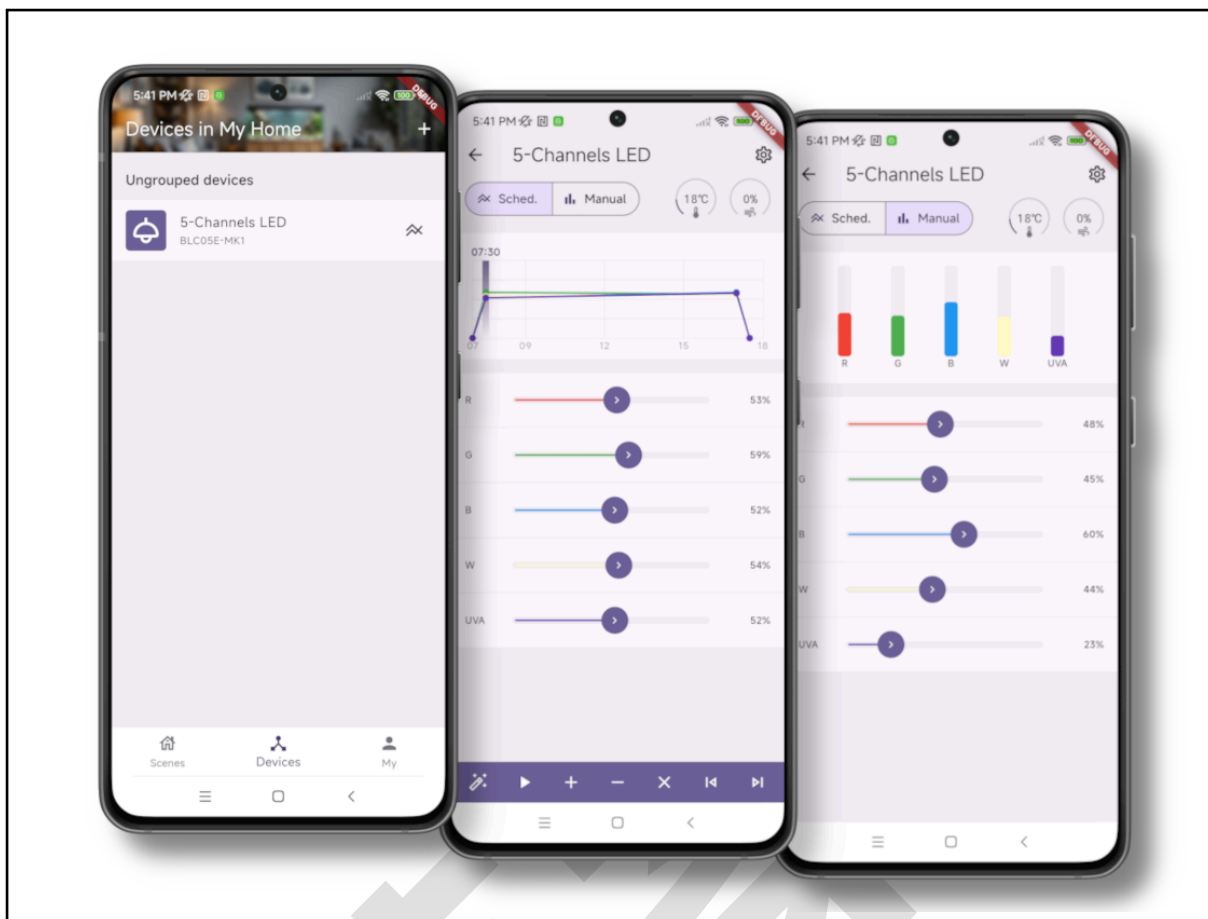 5:41 PM
100
DEBUG
Devices in My Home
+
Ungrouped devices
5-Channels LED
BLC05E-MK1
Scenes
Devices
My
5:41 PM
100
DEBUG
5-Channels LED
Sched.
Manual
18°C
0%
07:30
07 09 12 15 18
R 53%
G 59%
B 52%
W 54%
UVA 52%
5:41 PM
100
DEBUG
5-Channels LED
Sched.
Manual
18°C
0%
R G B W UVA
R 48%
G 45%
B 60%
W 44%
UVA 23%